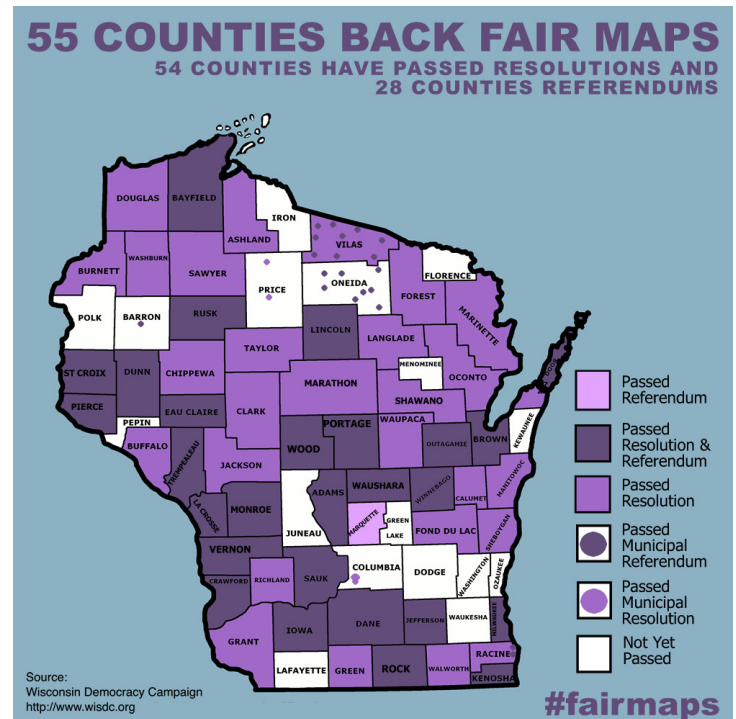 55 COUNTIES BACK FAIR MAPS
54 COUNTIES HAVE PASSED RESOLUTIONS AND
28 COUNTIES REFERENDUMS
DOUGLAS
BAYFIELD
ASHLAND
IRON
VILAS
BURNETT
WASHBURN
SAWYER
PRICE
ONEIDA
FLORENCE
FOREST
MARINETTE
POLK
BARRON
RUSK
LINCOLN
LANGLADE
TAYLOR
MENOMINEE
OCONTO
DOOR
ST CROIX
DUNN
CHIPPEWA
MARATHON
SHAWANO
PIERCE
PEPIN
EAU CLAIRE
CLARK
PORTAGE
WAUPACA
KEWAUNEE
BUFFALO
TREMPEALEAU
JACKSON
WOOD
OUTAGAMIE
BROWN
LA CROSSE
MONROE
JUNEAU
ADAMS
WAUSHARA
WINNEBAGO
CALUMET
MANITOWOC
MARQUETTE
GREEN
LAKE
FOND DU LAC
SHEBOYGAN
VERNON
CRAWFORD
RICHLAND
SAUK
COLUMBIA
DODGE
WASHINGTON
OZAUKEE
GRANT
IOWA
DANE
JEFFERSON
WAUKESHA
MILWAUKEE
LAFAYETTE
GREEN
ROCK
WALWORTH
RACINE
KENOSHA
Passed
Referendum
Passed
Resolution &
Referendum
Passed
Resolution
Passed
Municipal
Referendum
Passed
Municipal
Resolution
Not Yet
Passed
Source:
Wisconsin Democracy Campaign
http://www.wisdc.org
#fairmaps